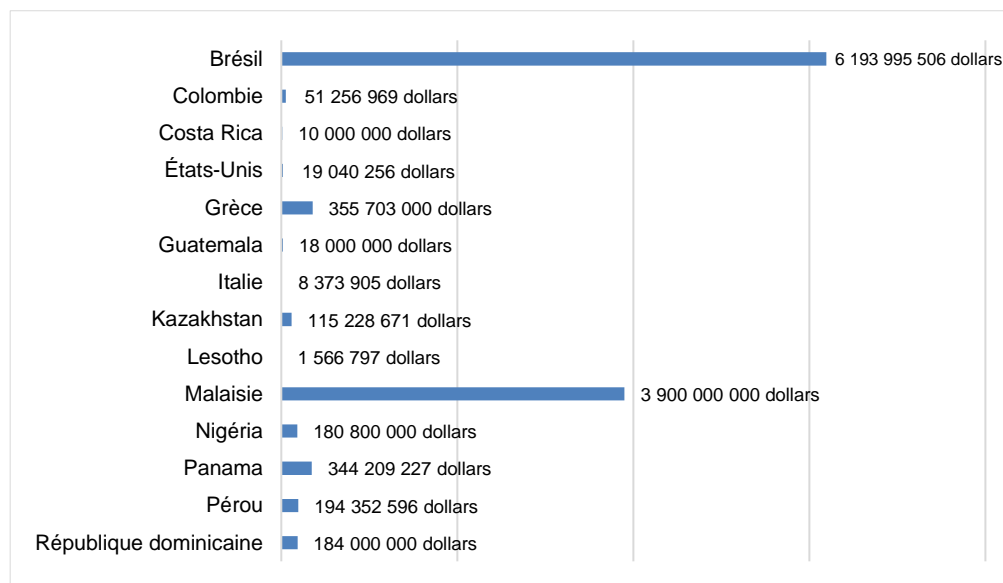 Brésil 6 193 995 506 dollars
Colombie 51 256 969 dollars
Costa Rica 10 000 000 dollars
États-Unis 19 040 256 dollars
Grèce 355 703 000 dollars
Guatemala 18 000 000 dollars
Italie 8 373 905 dollars
Kazakhstan 115 228 671 dollars
Lesotho 1 566 797 dollars
Malaisie 3 900 000 000 dollars
Nigéria 180 800 000 dollars
Panama 344 209 227 dollars
Pérou 194 352 596 dollars
République dominicaine 184 000 000 dollars